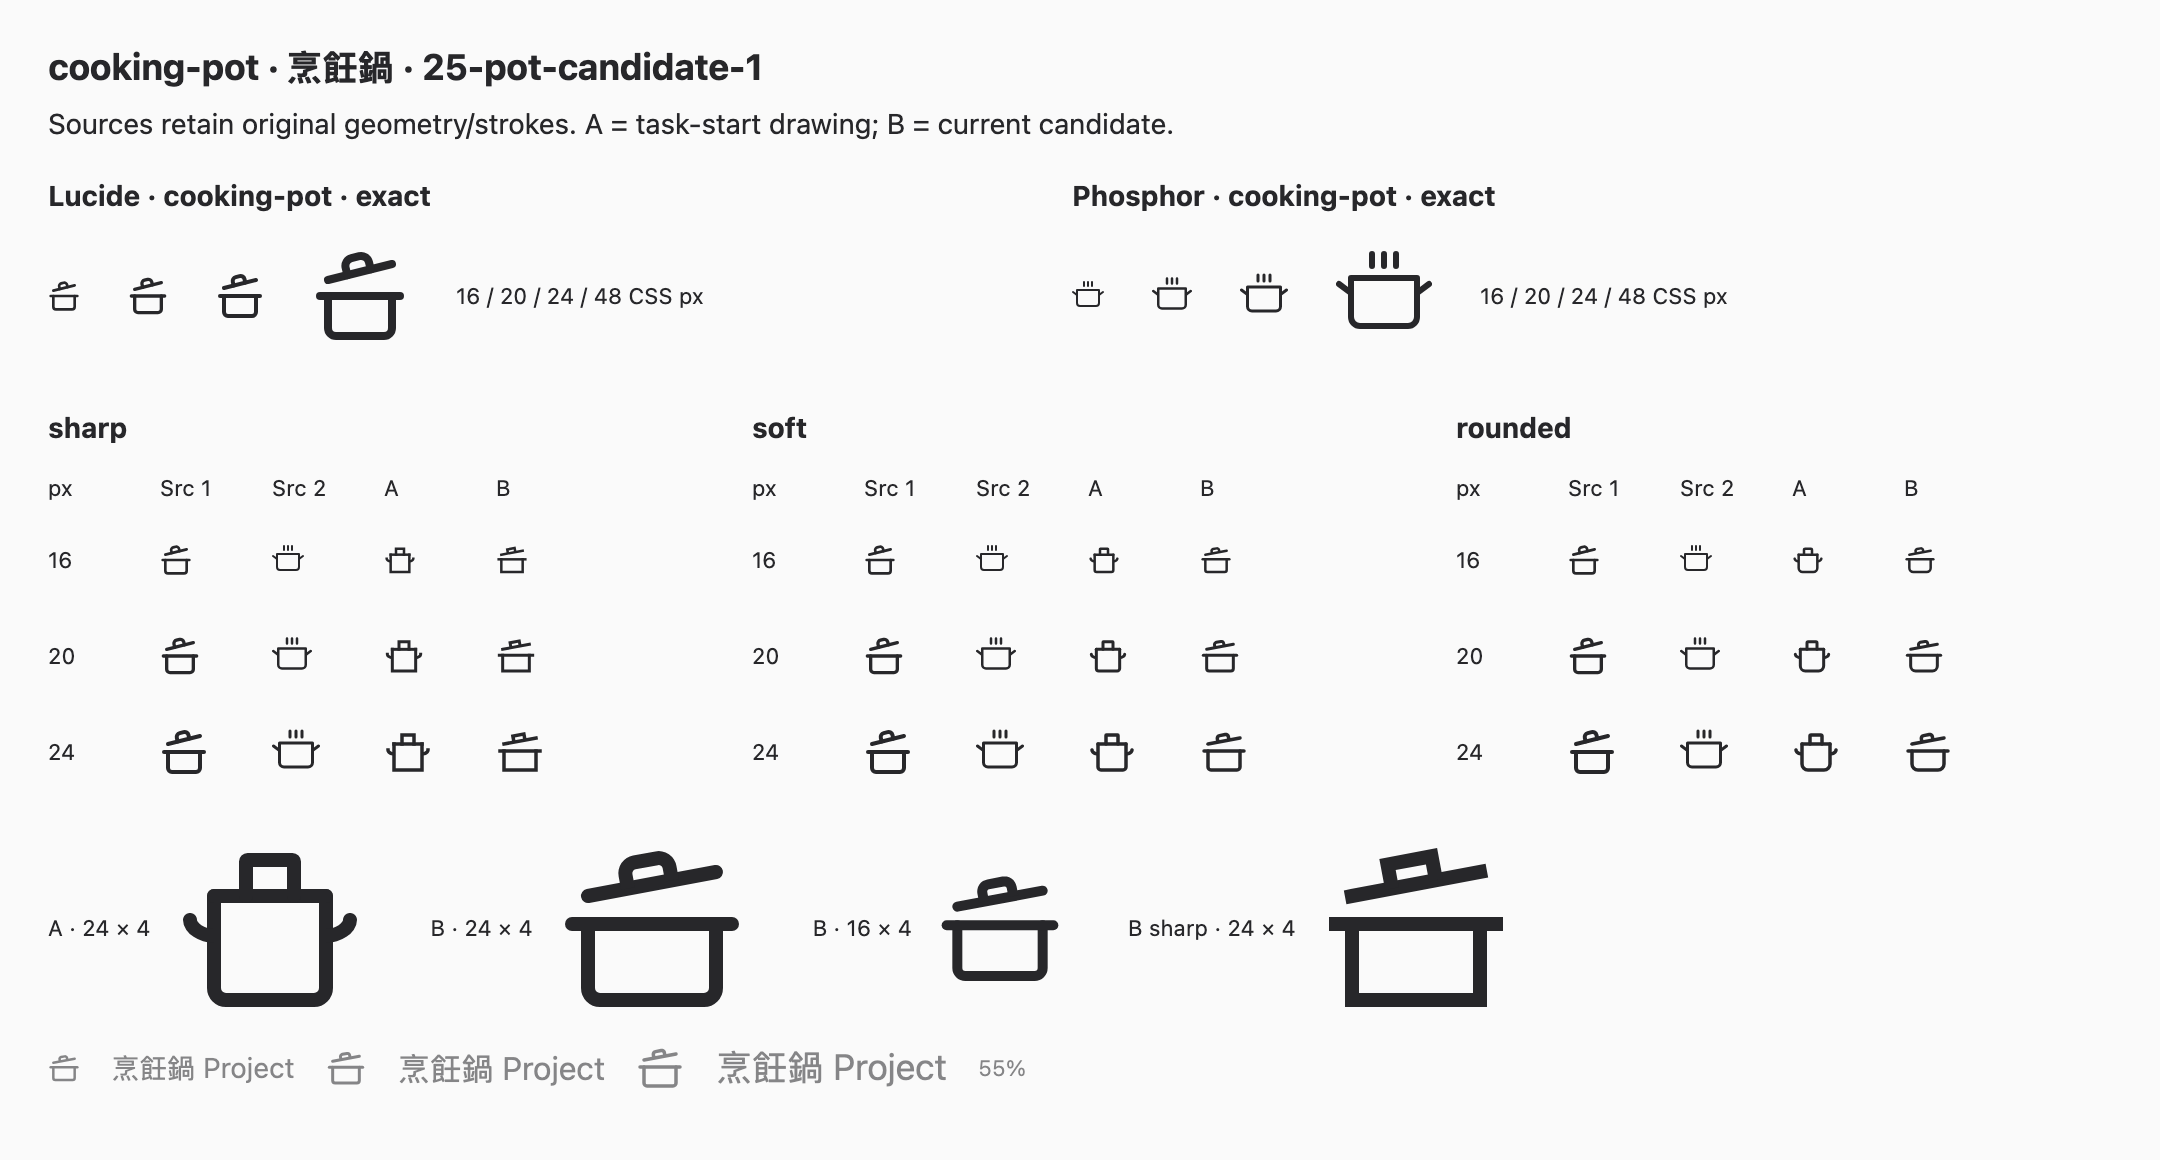 cooking-pot · 烹飪鍋 · 25-pot-candidate-1
Sources retain original geometry/strokes. A = task-start drawing; B = current candidate.
Lucide · cooking-pot · exact
16 / 20 / 24 / 48 CSS px
Phosphor · cooking-pot · exact
16 / 20 / 24 / 48 CSS px
sharp
px Src 1 Src 2 A B
16
20
24
soft
px Src 1 Src 2 A B
16
20
24
rounded
px Src 1 Src 2 A B
16
20
24
A · 24 × 4
B · 24 × 4
B · 16 × 4
B sharp · 24 × 4
烹飪鍋 Project 烹飪鍋 Project 烹飪鍋 Project 55%